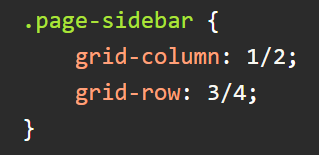 .page-sidebar {
    grid-column: 1/2;
    grid-row: 3/4;
}